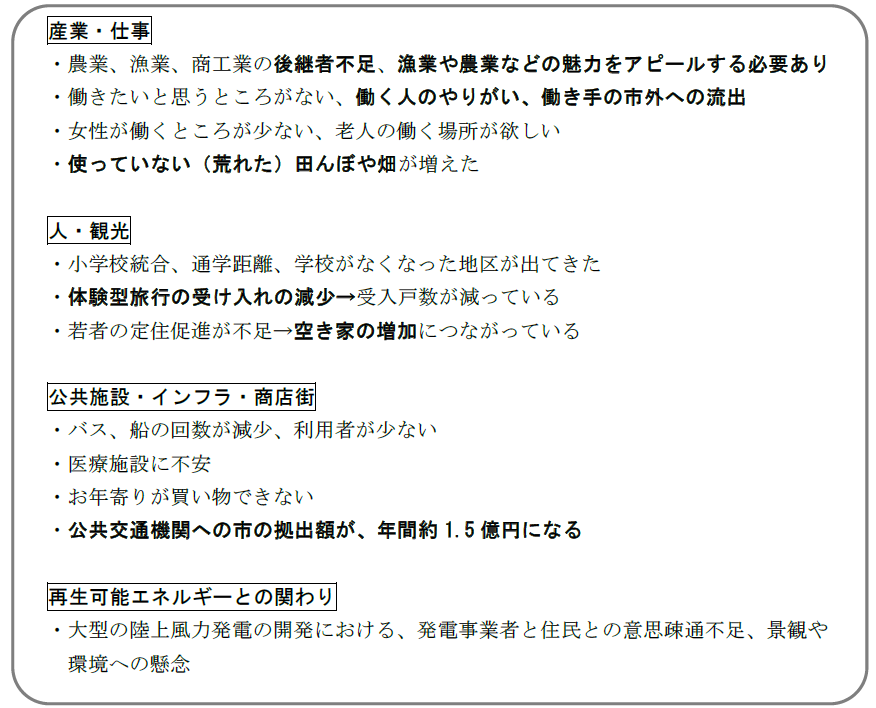 産業・仕事
・農業、漁業、商工業の後継者不足、漁業や農業などの魅力をアピールする必要あり
・働きたいと思うところがない、働く人のやりがい、働き手の市外への流出
・女性が働くところが少ない、老人の働く場所が欲しい
・使っていない（荒れた）田んぼや畑が増えた
人・観光
・小学校統合、通学距離、学校がなくなった地区が出てきた
・体験型旅行の受け入れの減少→受入戸数が減っている
・若者の定住促進が不足→空き家の増加につながっている
公共施設・インフラ・商店街
・バス、船の回数が減少、利用者が少ない
・医療施設に不安
・お年寄りが買い物できない
・公共交通機関への市の拠出額が、年間約 1.5 億円になる
再生可能エネルギーとの関わり
・大型の陸上風力発電の開発における、発電事業者と住民との意思疎通不足、景観や
環境への懸念